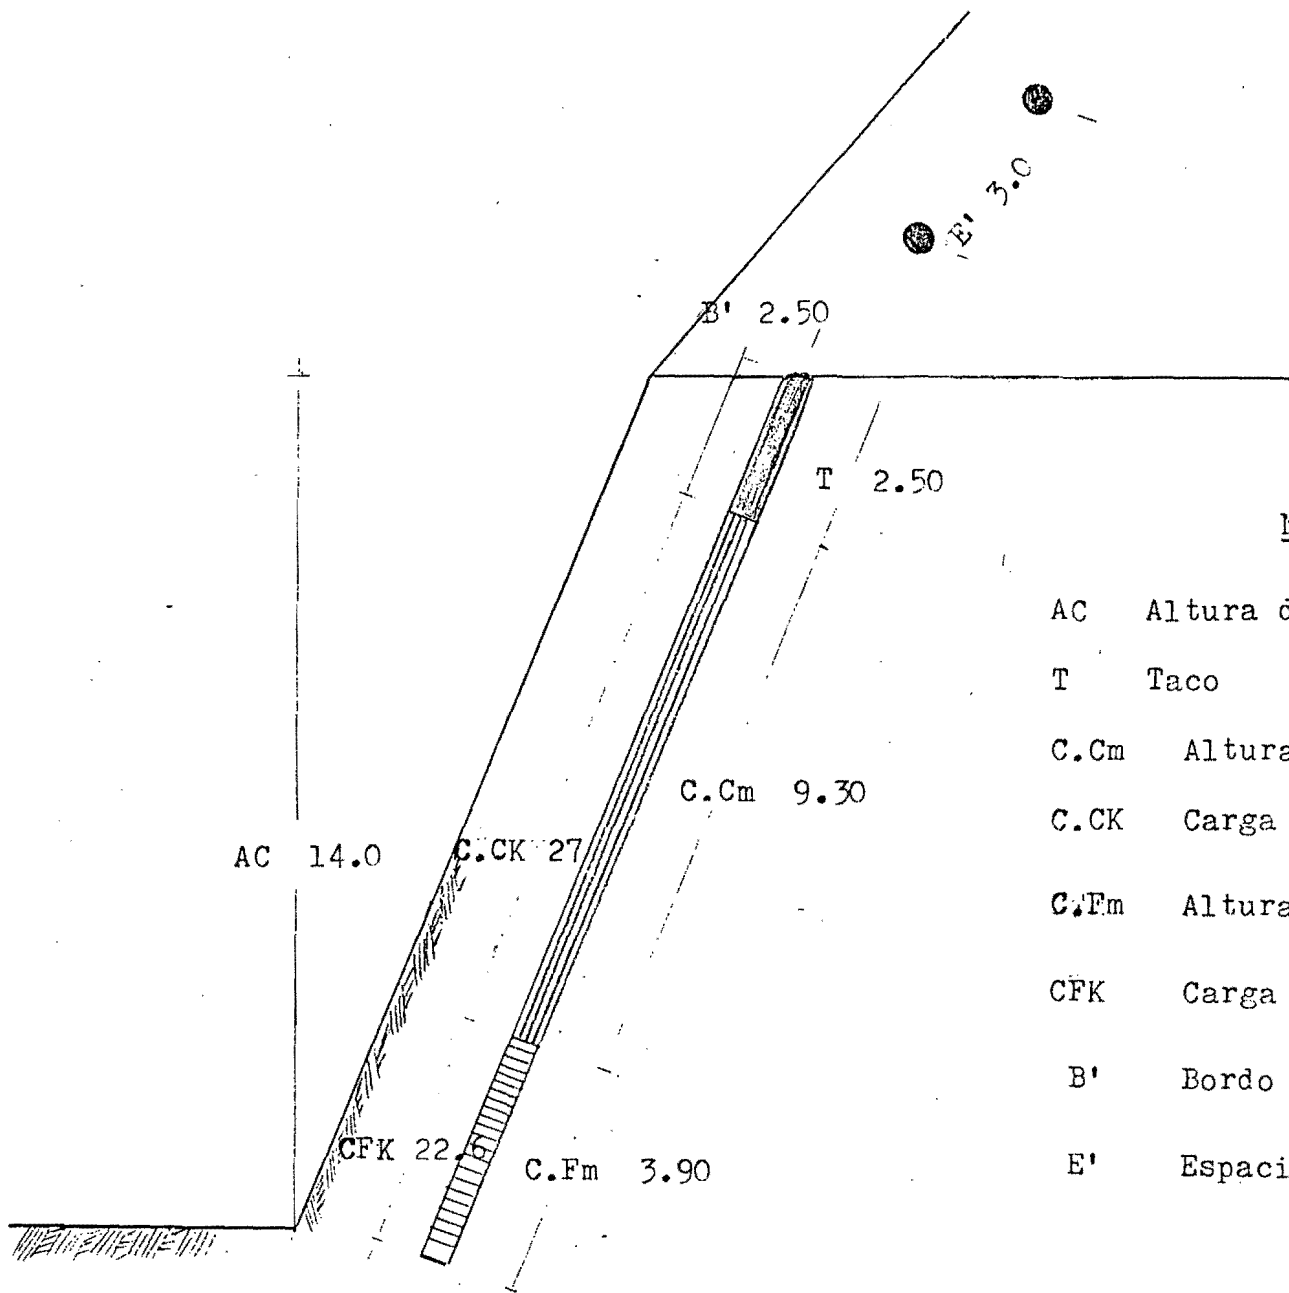 E' 3.0
B' 2.50
T 2.50
AC Altura d
T Taco
C.Cm Altura
C.Cm 9.30
C.CK Carga
AC 14.0
C.CK 27
C.Fm Altura
CFK Carga
B' Bordo
CFK 22.6
C.Fm 3.90
E' Espaci